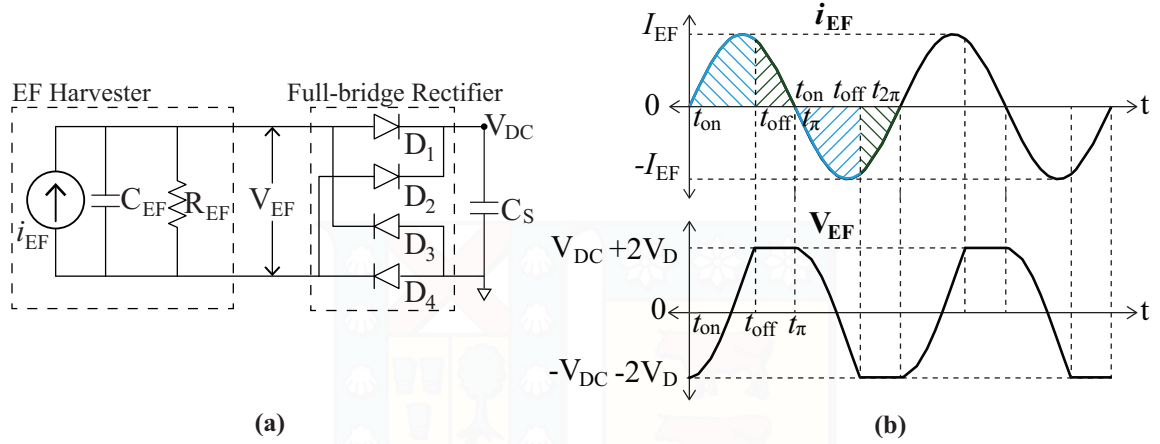 EF Harvester
Full-bridge Rectifier
i_EF
C_EF
R_EF
V_EF
D_1
D_2
D_3
D_4
V_DC
C_S
(a)
i_EF
I_EF
0
-I_EF
t_on
t_off
t_on
t_π
t_off
t_2π
t
V_EF
V_DC +2V_D
0
-V_DC -2V_D
t_on
t_off
t_π
t
(b)